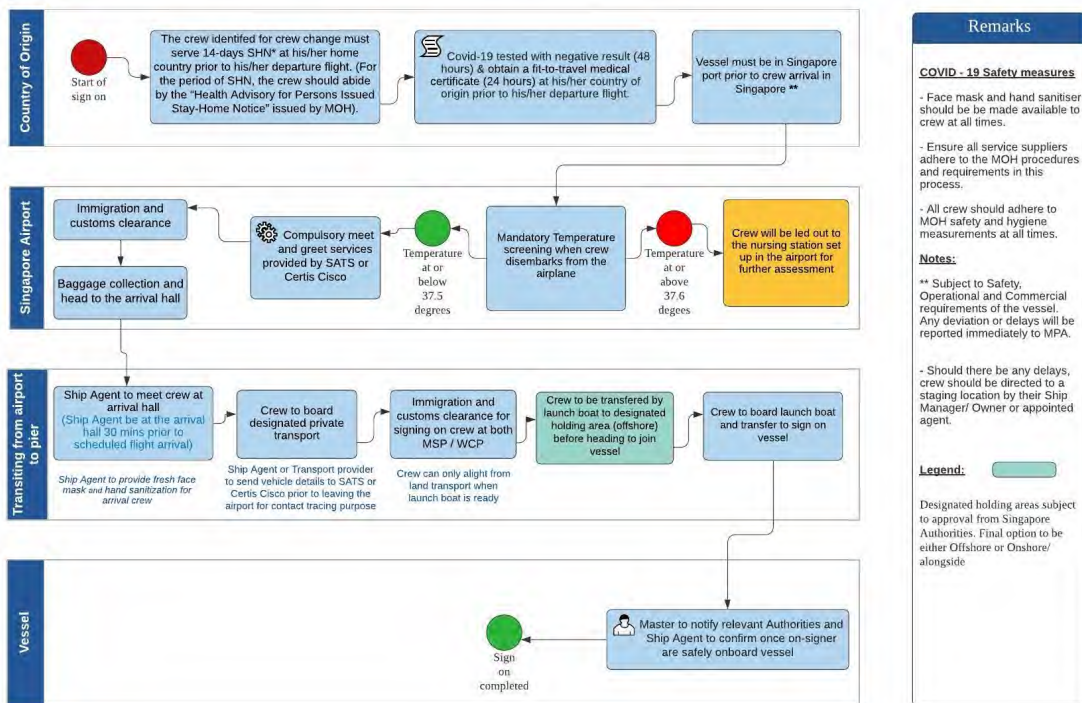 Country of Origin
Start of
sign on
The crew identifed for crew change must
serve 14-days SHN* at his/her home
country prior to his/her departure flight. (For
the period of SHN, the crew should abide
by the "Health Advisory for Persons Issued
Stay-Home Notice" issued by MOH).
Covid-19 tested with negative result (48
hours) & obtain a fit-to-travel medical
certificate (24 hours) at his/her country of
origin prior to his/her departure flight.
Vessel must be in Singapore
port prior to crew arrival in
Singapore **
Singapore Airport
Immigration and
customs clearance
Baggage collection and
head to the arrival hall
Compulsory meet
and greet services
provided by SATS or
Certis Cisco
Temperature
at or
below
37.5
degrees
Mandatory Temperature
screening when crew
disembarks from the
airplane
Temperature
at or
above
37.6
degees
Crew will be led out to
the nursing station set
up in the airport for
further assessment
Transiting from airport
to pier
Ship Agent to meet crew at
arrival hall
(Ship Agent be at the arrival
hall 30 mins prior to
scheduled flight arrival)
Ship Agent to provide fresh face
mask and hand sanitization for
arrival crew
Crew to board
designated private
transport
Ship Agent or Transport provider
to send vehicle details to SATS or
Certis Cisco prior to leaving the
airport for contact tracing purpose
Immigration and
customs clearance for
signing on crew at both
MSP / WCP
Crew can only alight from
land transport when
launch boat is ready
Crew to be transfered by
launch boat to designated
holding area (offshore)
before heading to join
vessel
Crew to board launch boat
and transfer to sign on
vessel
Vessel
Sign
on
completed
Master to notify relevant Authorities and
Ship Agent to confirm once on-signer
are safely onboard vessel
Remarks
COVID - 19 Safety measures
- Face mask and hand sanitiser
should be be made available to
crew at all times.
- Ensure all service suppliers
adhere to the MOH procedures
and requirements in this
process.
- All crew should adhere to
MOH safety and hygiene
measurements at all times.
Notes:
** Subject to Safety,
Operational and Commercial
requirements of the vessel.
Any deviation or delays will be
reported immediately to MPA.
- Should there be any delays,
crew should be directed to a
staging location by their Ship
Manager/ Owner or appointed
agent.
Legend:
Designated holding areas subject
to approval from Singapore
Authorities. Final option to be
either Offshore or Onshore/
alongside